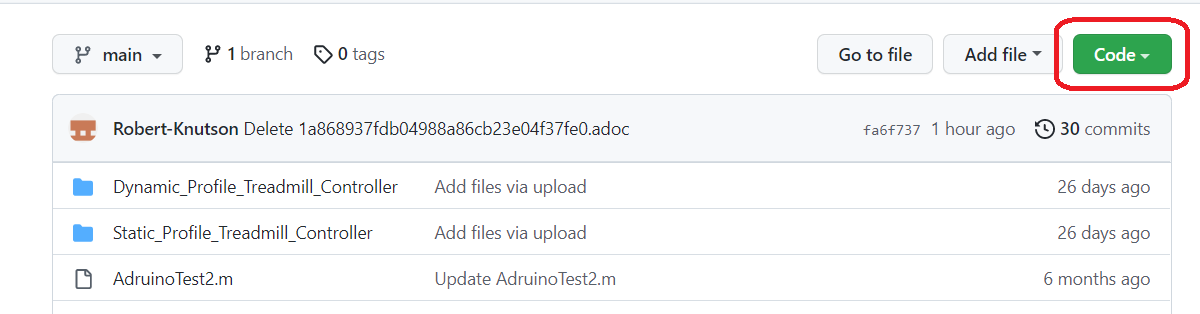 main 1 branch 0 tags Go to file Add file Code
Robert-Knutson Delete 1a868937fdb04988a86cb23e04f37fe0.adoc fa6f737 1 hour ago 30 commits
Dynamic_Profile_Treadmill_Controller Add files via upload 26 days ago
Static_Profile_Treadmill_Controller Add files via upload 26 days ago
AdruinoTest2.m Update AdruinoTest2.m 6 months ago